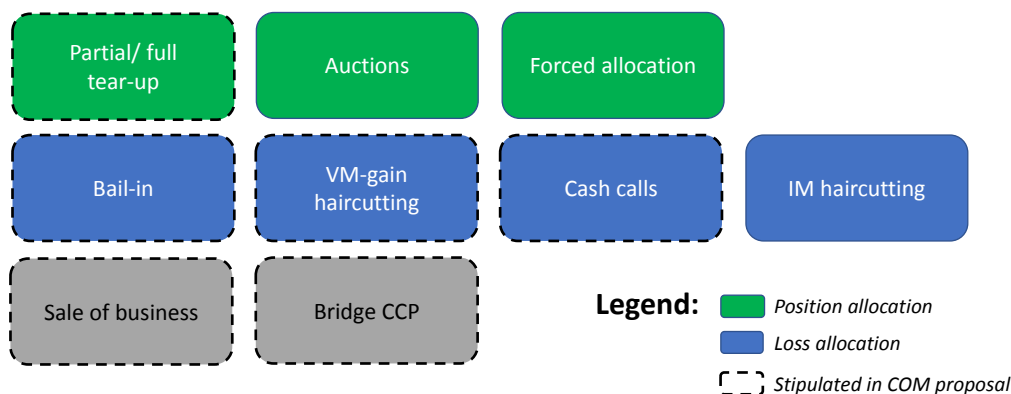 Partial/ full
tear-up
Auctions
Forced allocation
Bail-in
VM-gain
haircutting
Cash calls
IM haircutting
Sale of business
Bridge CCP
Legend:
Position allocation
Loss allocation
Stipulated in COM proposal